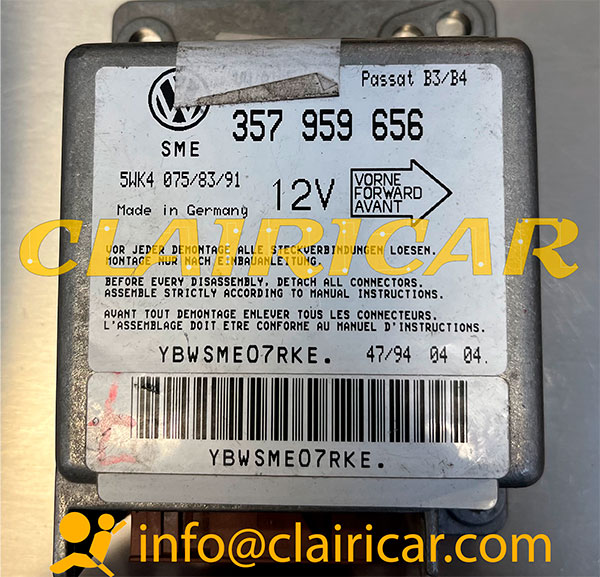 Passat B3/B4
SME
357 959 656
5WK4 075/83/91
Made in Germany
12V
VORNE
FORWARD
AVANT
CLAIRICAR
VOR JEDER DEMONTAGE ALLE STECKVERBINDUNGEN LOESEN.
MONTAGE NUR NACH EINBAUANLEITUNG.
BEFORE EVERY DISASSEMBLY, DETACH ALL CONNECTORS.
ASSEMBLE STRICTLY ACCORDING TO MANUAL INSTRUCTIONS.
AVANT TOUT DEMONTAGE ENLEVER TOUS LES CONNECTEURS.
L'ASSEMBLAGE DOIT ETRE CONFORME AU MANUEL D'INSTRUCTIONS.
YBWSME07RKE. 47/94 04 04.
YBWSME07RKE.
info@clairicar.com